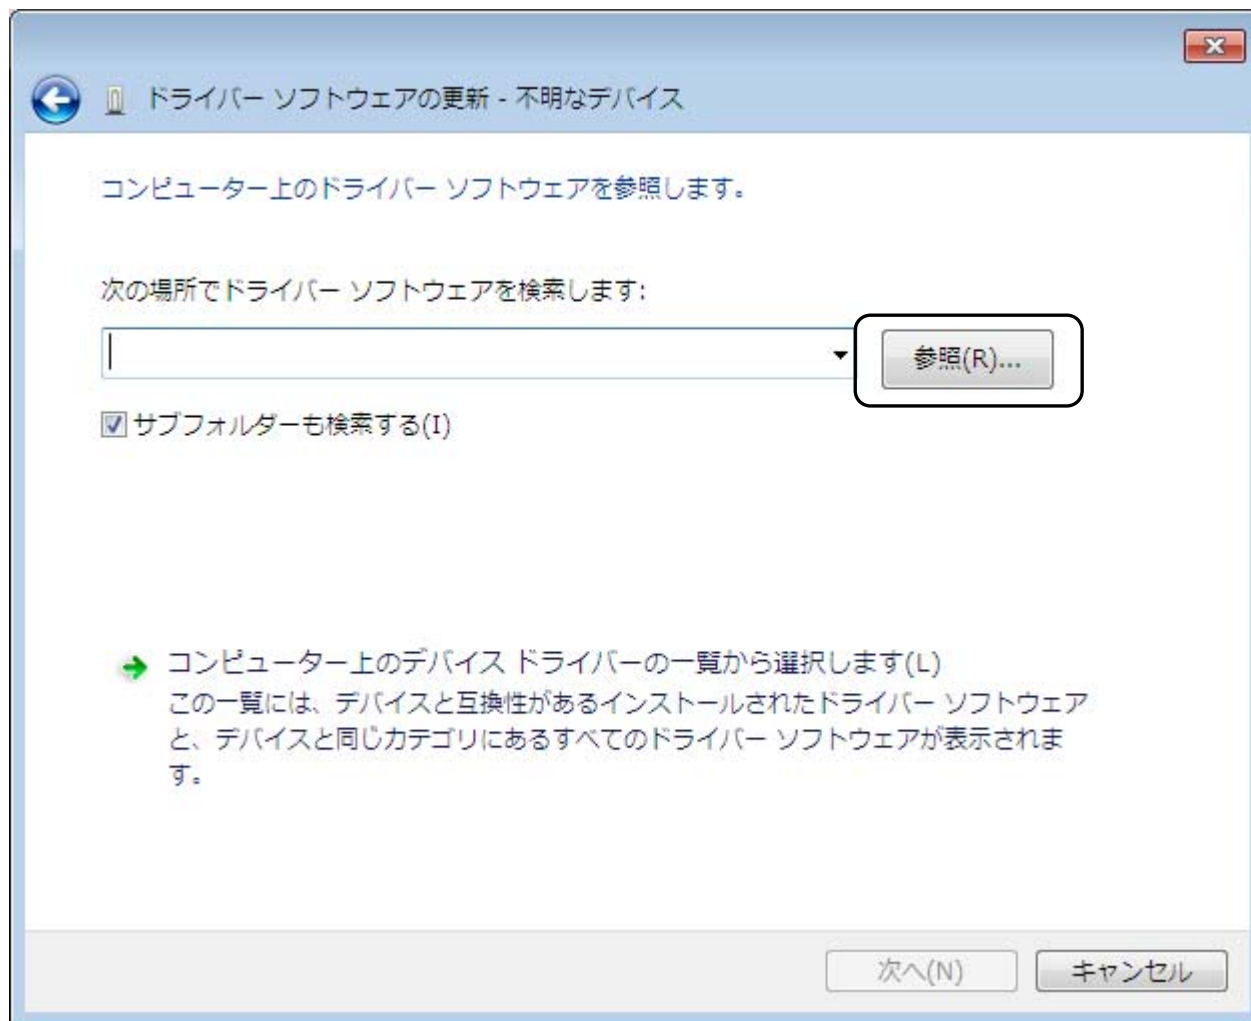 ドライバー ソフトウェアの更新 - 不明なデバイス
コンピューター上のドライバー ソフトウェアを参照します。
次の場所でドライバー ソフトウェアを検索します:
参照(R)...
サブフォルダーも検索する(I)
コンピューター上のデバイス ドライバーの一覧から選択します(L)
この一覧には、デバイスと互換性があるインストールされたドライバー ソフトウェア
と、デバイスと同じカテゴリにあるすべてのドライバー ソフトウェアが表示されま
す。
次へ(N)
キャンセル